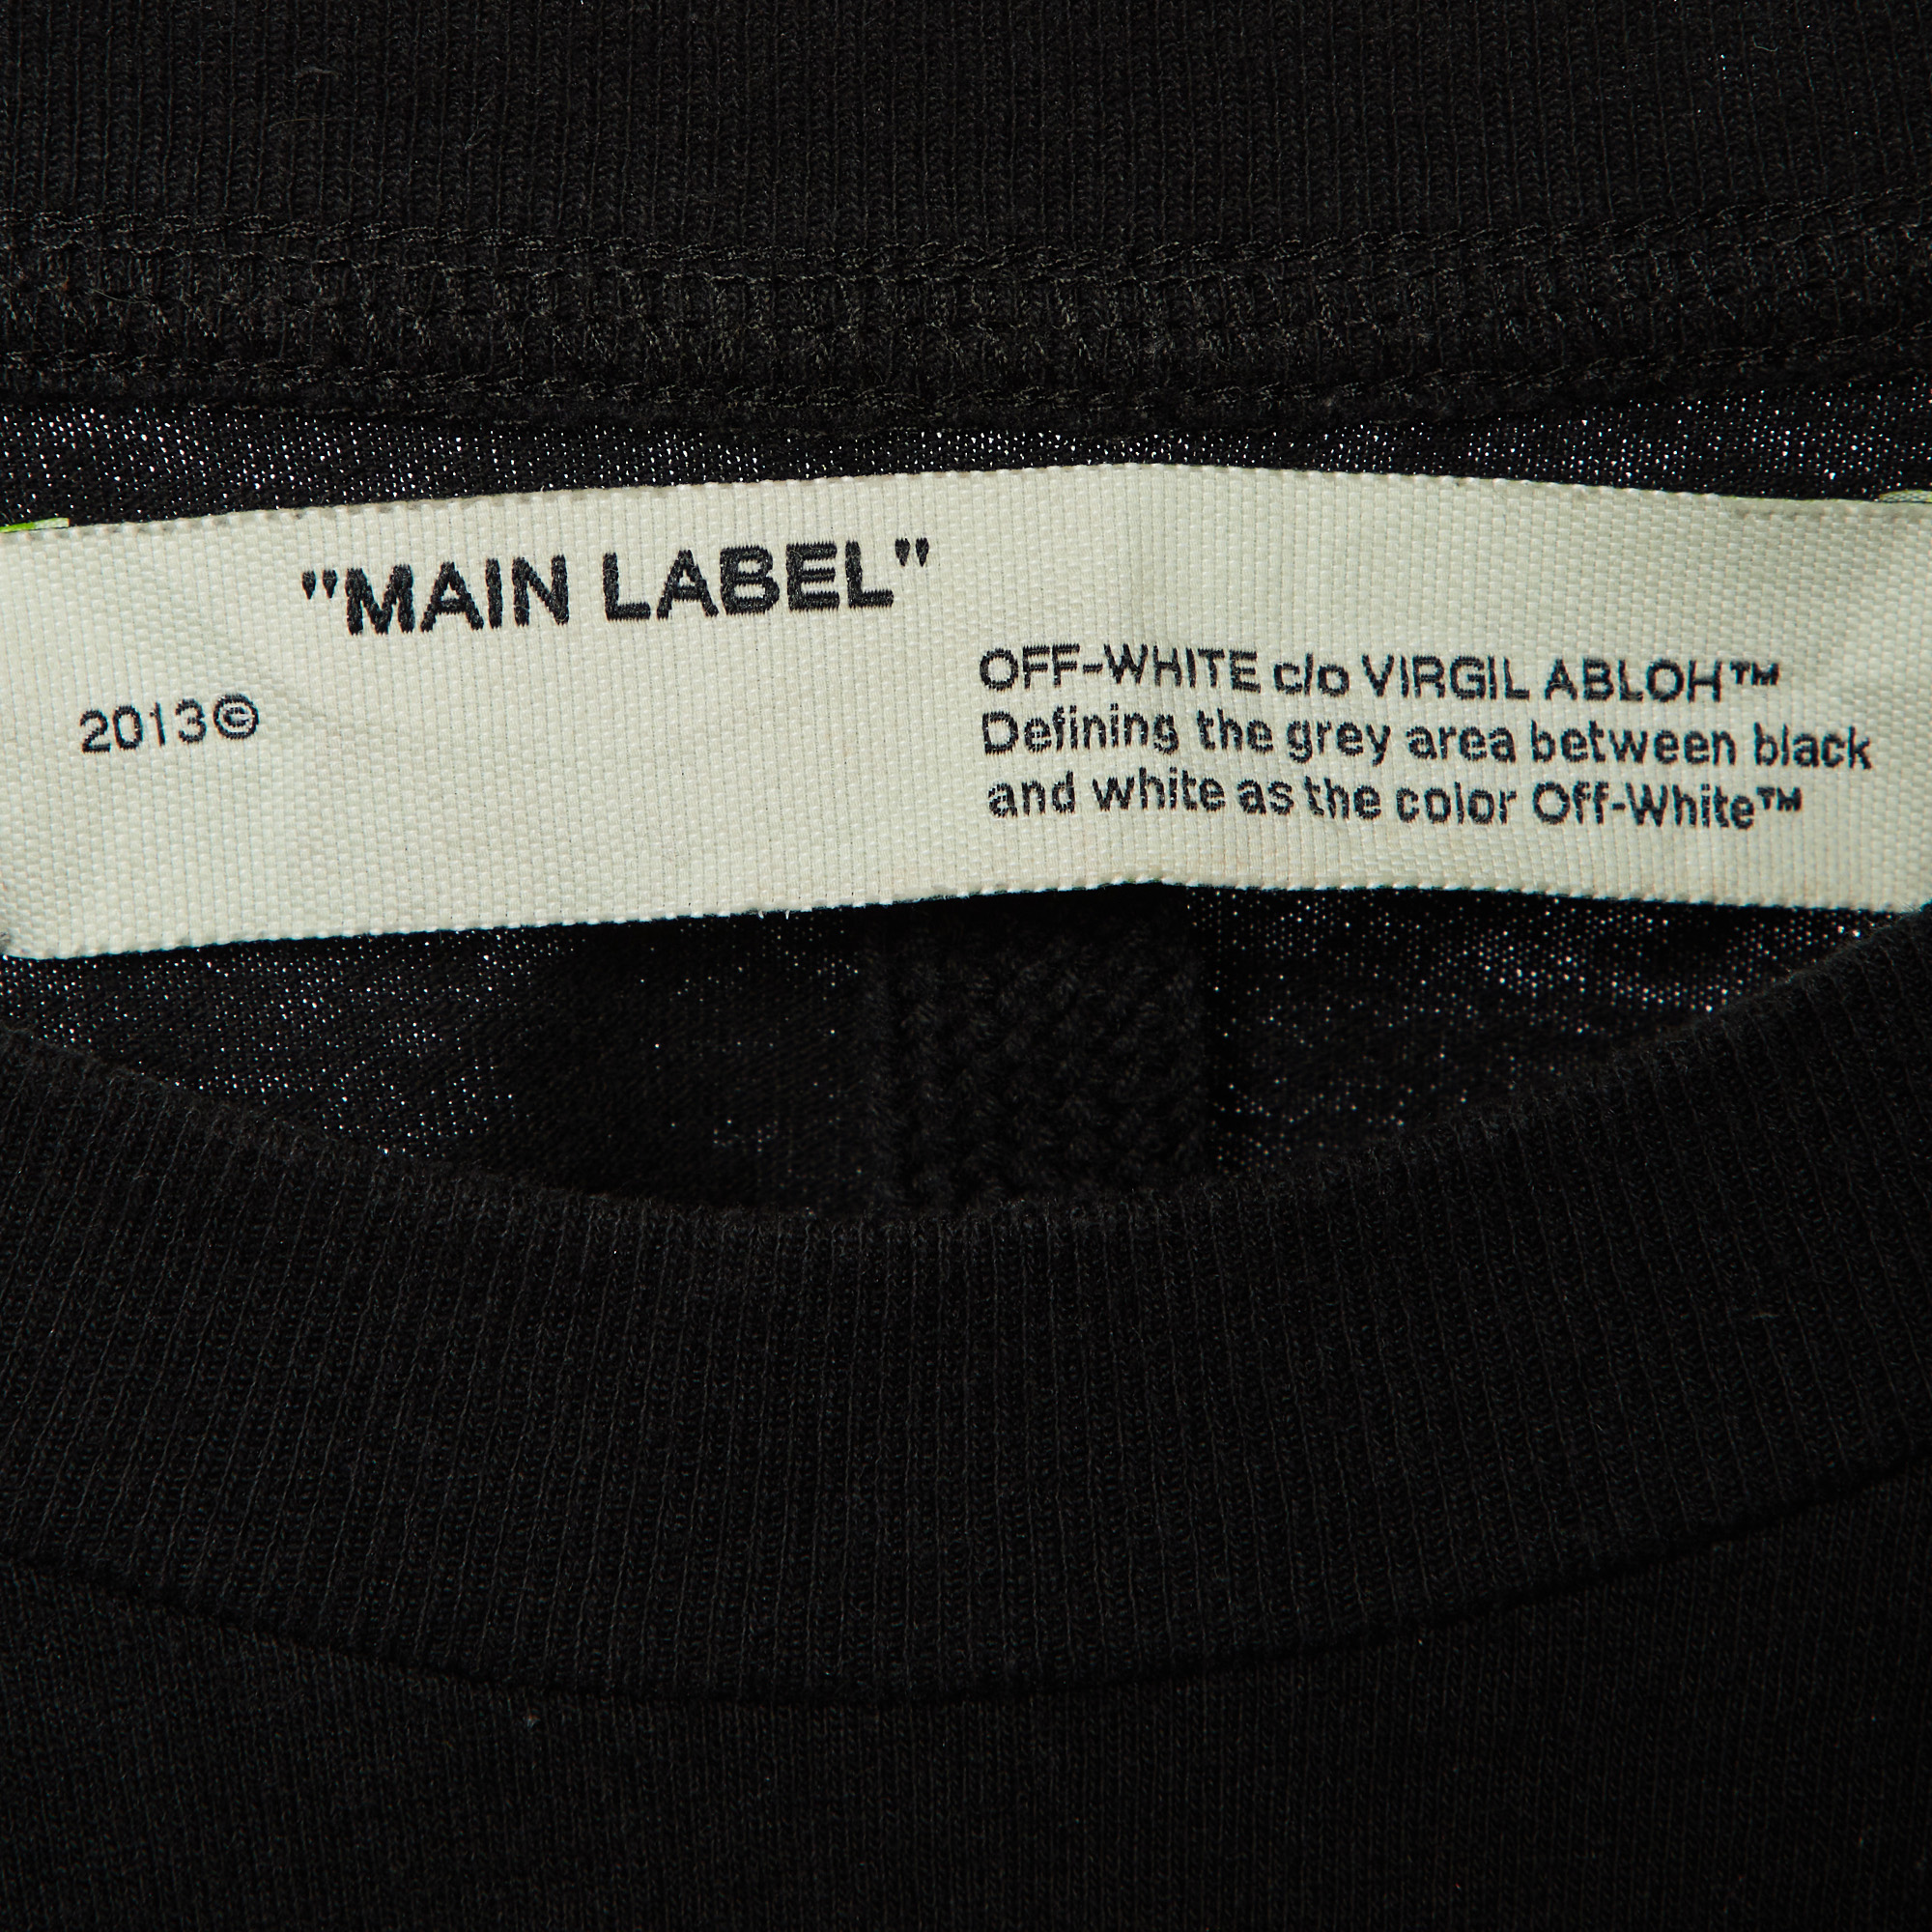 "MAIN LABEL"
2013©
OFF-WHITE c/o VIRGIL ABLOH™
Defining the grey area between black
and white as the color Off-White™